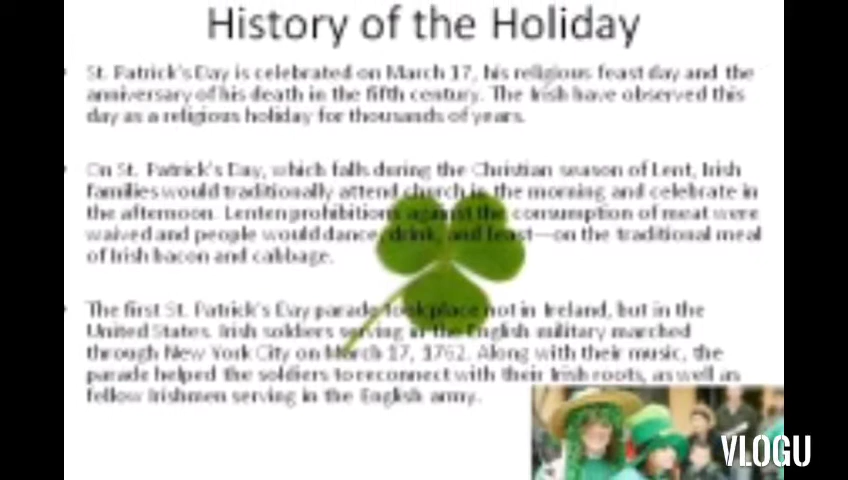 History of the Holiday
St. Patrick's Day is celebrated on March 17, his religious feast day and the
anniversary of his death in the fifth century. The Irish have observed this
day as a religious holiday for thousands of years.
On St. Patrick's Day, which falls during the Christian season of Lent, Irish
families would traditionally attend church in the morning and celebrate in
the afternoon. Lenten prohibitions against the consumption of meat were
waived and people would dance, drink, and feast—on the traditional meal
of Irish bacon and cabbage.
The first St. Patrick's Day parade took place not in Ireland, but in the
United States. Irish soldiers serving in the English military marched
through New York City on March 17, 1762. Along with their music, the
parade helped the soldiers to reconnect with their Irish roots, as well as
fellow Irishmen serving in the English army.
VLOGU